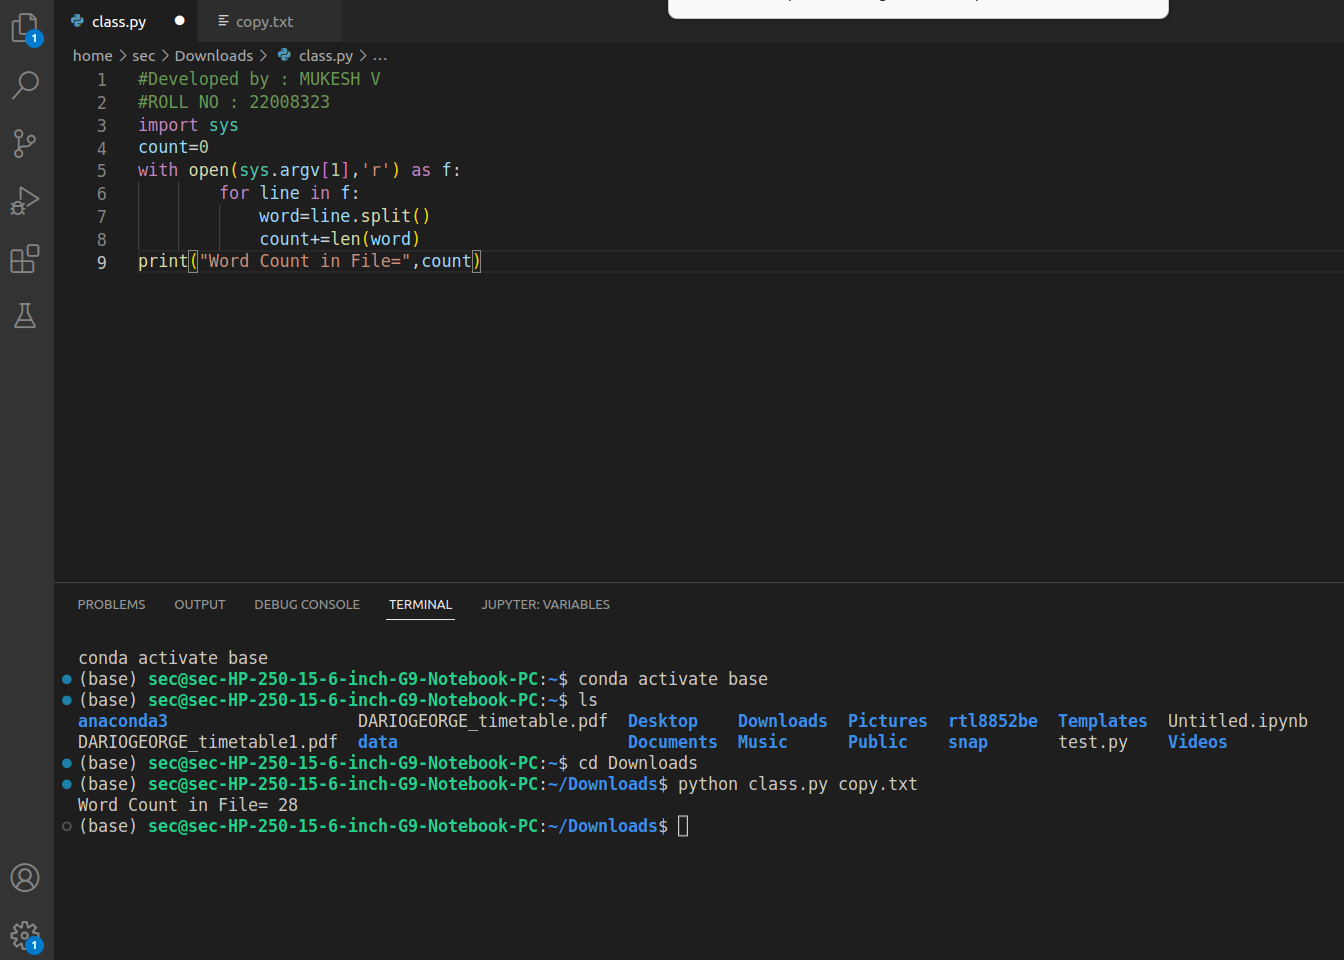 class.py
copy.txt
home > sec > Downloads > class.py > ...
1 #Developed by : MUKESH V
2 #ROLL NO : 22008323
3 import sys
4 count=0
5 with open(sys.argv[1],'r') as f:
6         for line in f:
7             word=line.split()
8             count+=len(word)
9 print("Word Count in File=",count)
PROBLEMS OUTPUT DEBUG CONSOLE TERMINAL JUPYTER: VARIABLES
conda activate base
(base) sec@sec-HP-250-15-6-inch-G9-Notebook-PC:~$ conda activate base
(base) sec@sec-HP-250-15-6-inch-G9-Notebook-PC:~$ ls
anaconda3 DARIOGEORGE_timetable.pdf Desktop Downloads Pictures rtl8852be Templates Untitled.ipynb
DARIOGEORGE_timetable1.pdf data Documents Music Public snap test.py Videos
(base) sec@sec-HP-250-15-6-inch-G9-Notebook-PC:~$ cd Downloads
(base) sec@sec-HP-250-15-6-inch-G9-Notebook-PC:~/Downloads$ python class.py copy.txt
Word Count in File= 28
(base) sec@sec-HP-250-15-6-inch-G9-Notebook-PC:~/Downloads$
1
1